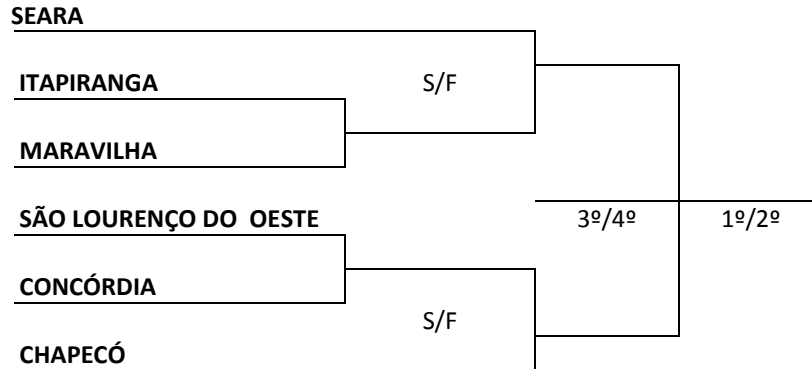 SEARA
ITAPIRANGA
S/F
MARAVILHA
SÃO LOURENÇO DO OESTE
3º/4º
1º/2º
CONCÓRDIA
S/F
CHAPECÓ